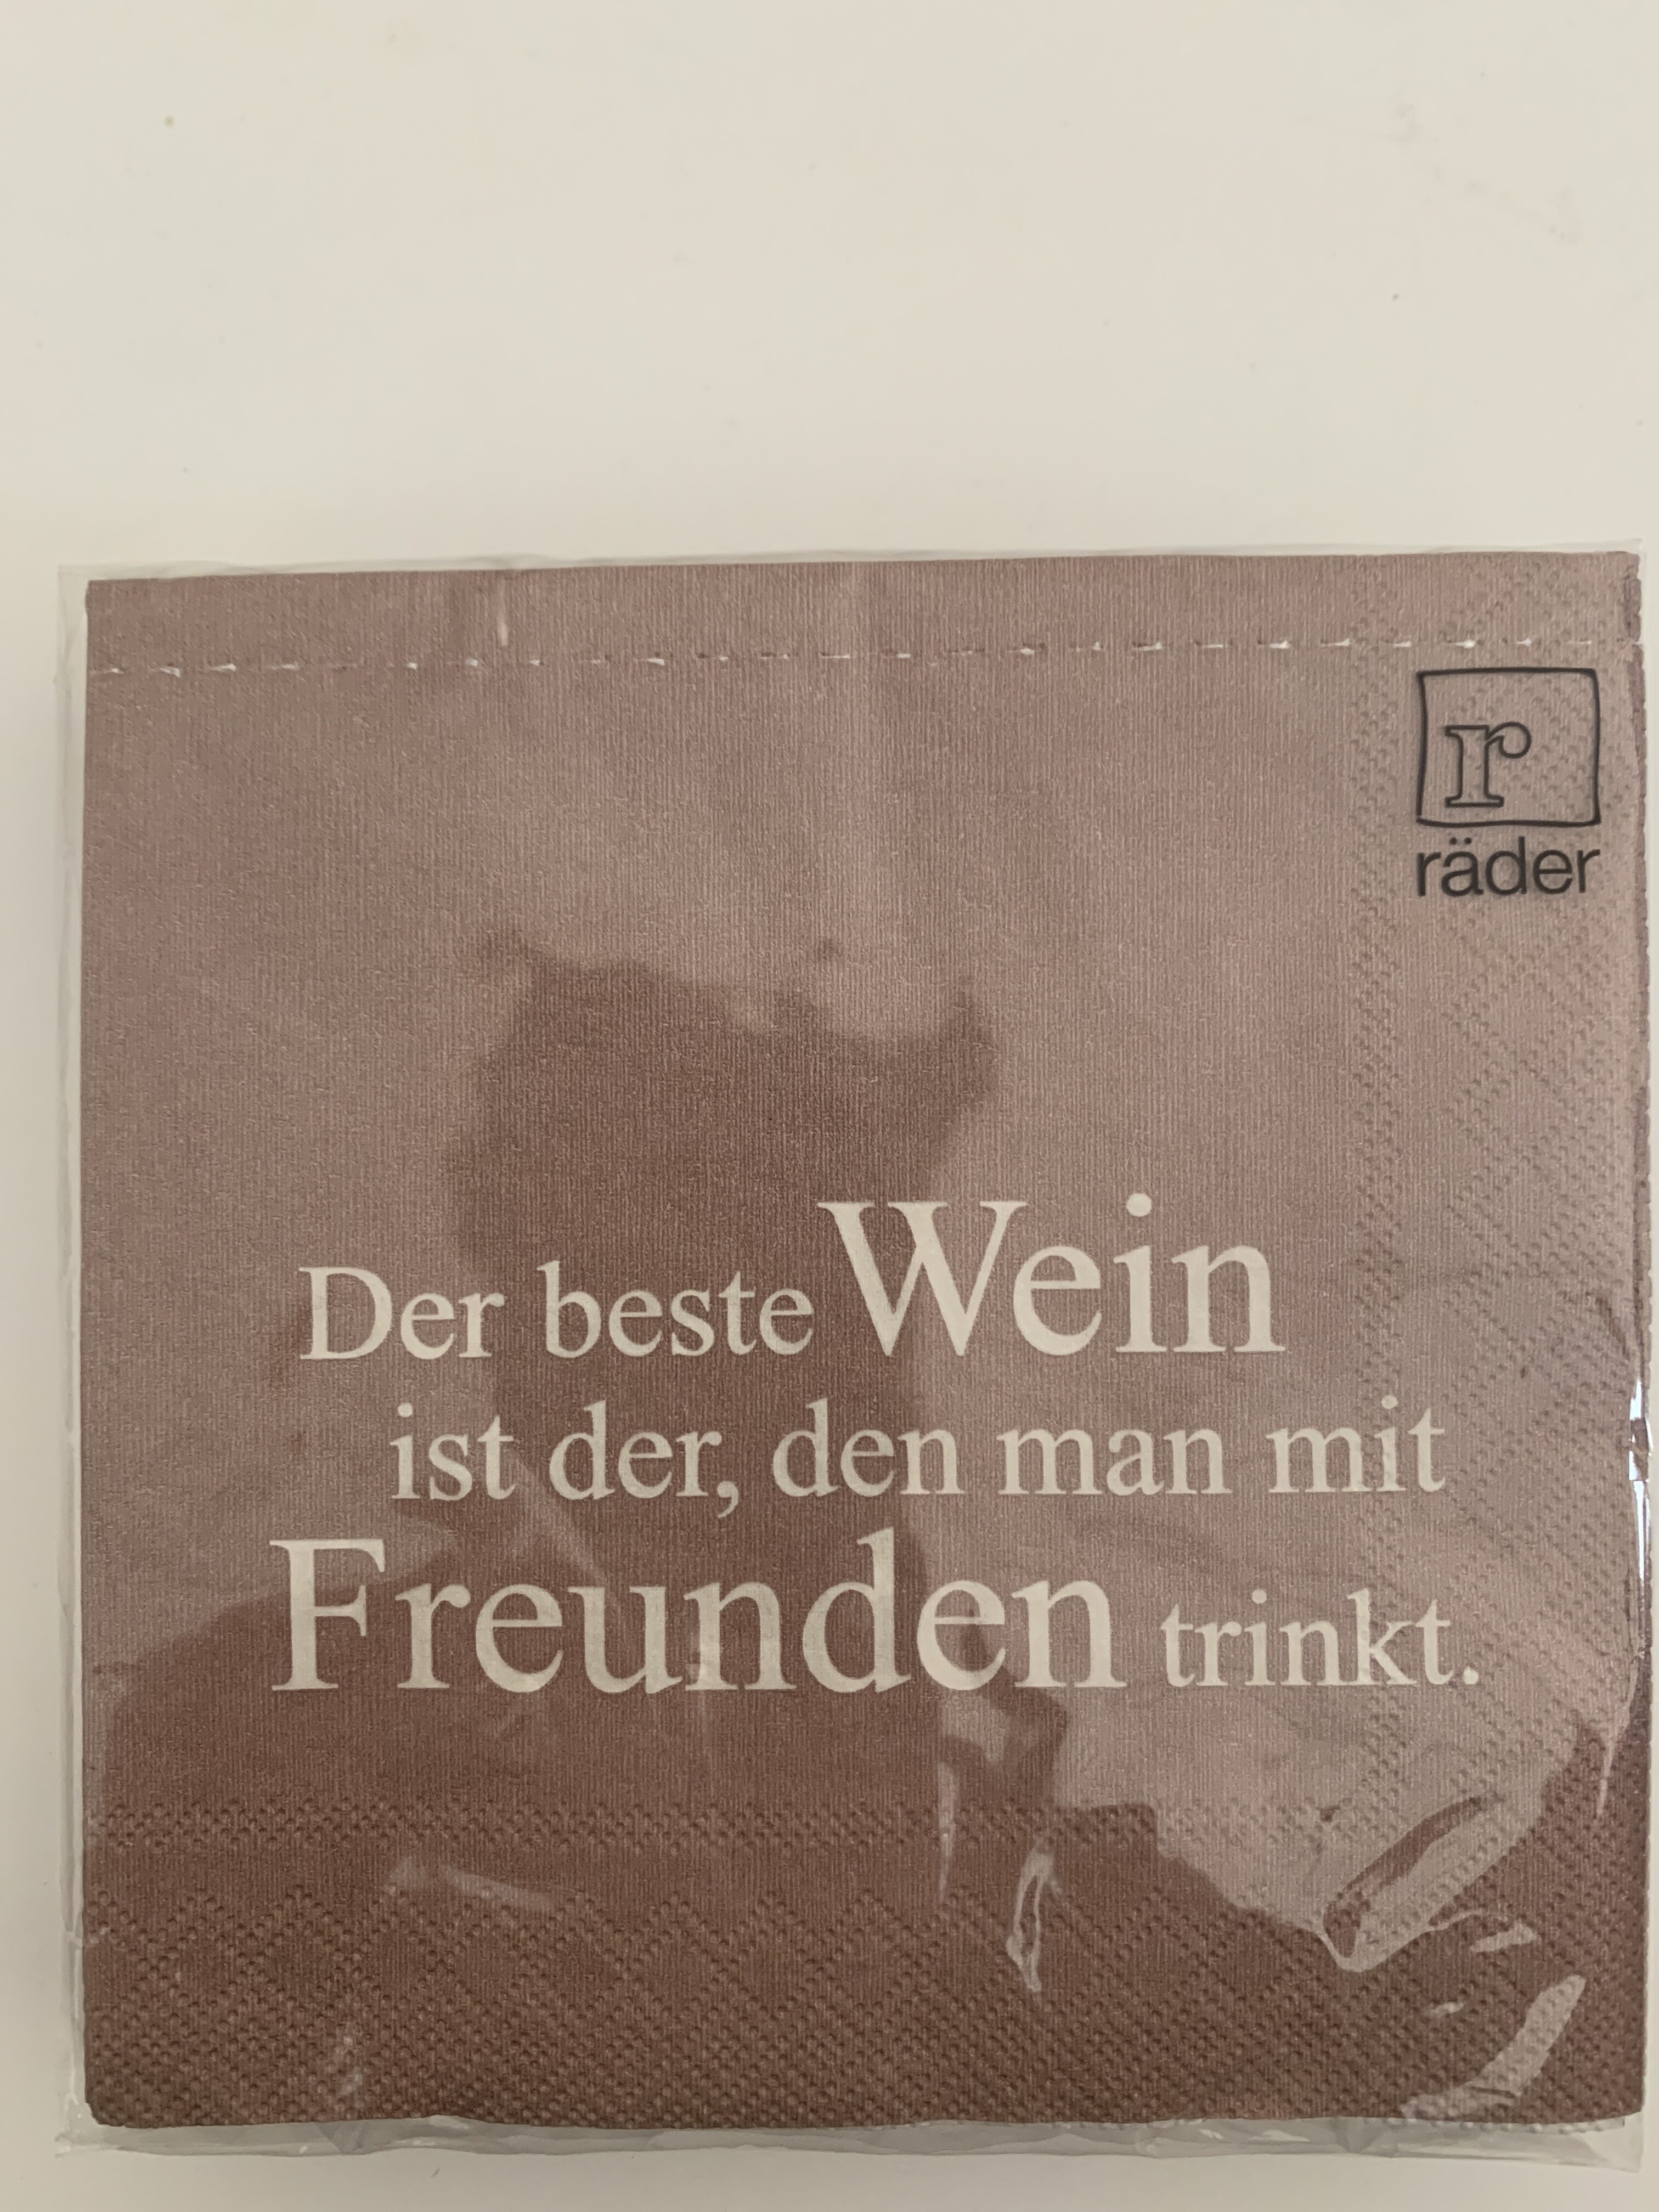 r
räder
Der beste Wein
ist der, den man mit
Freunden trinkt.